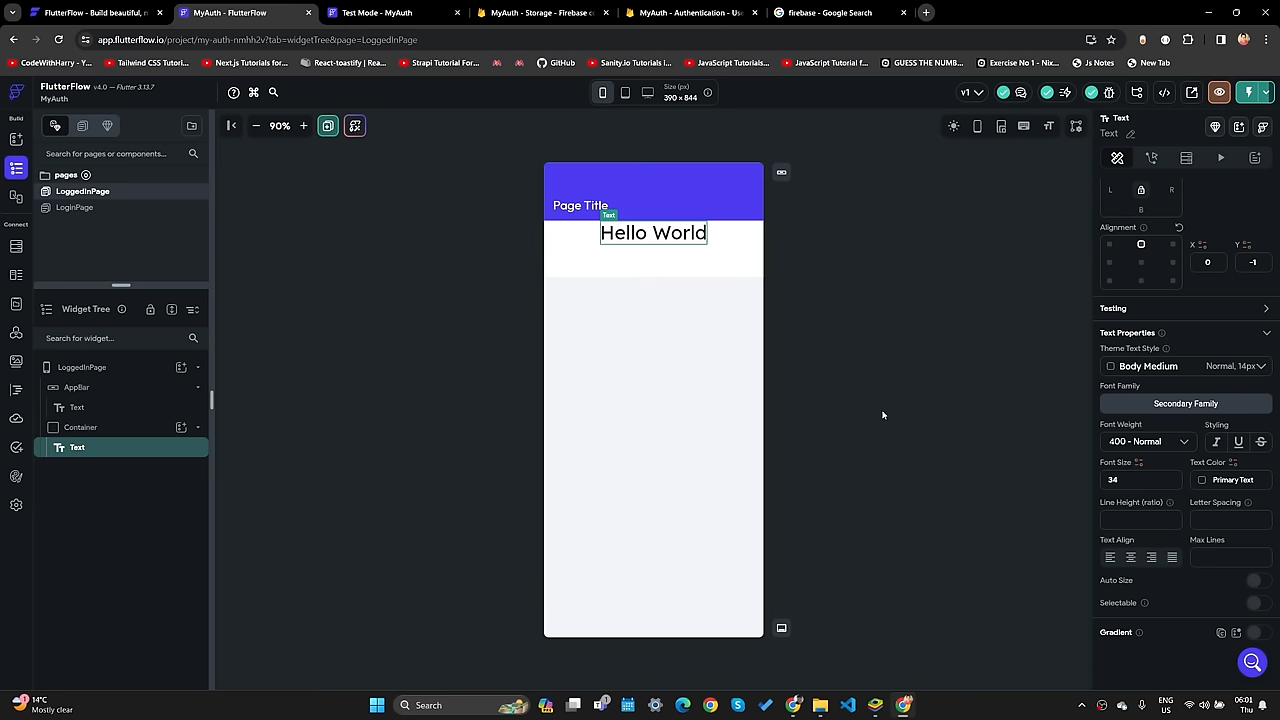 FlutterFlow - Build beautiful, n
MyAuth - FlutterFlow
Test Mode - MyAuth
MyAuth - Storage - Firebase co
MyAuth - Authentication - Use
firebase - Google Search
app.flutterflow.io/project/my-auth-nmhh2v?tab=widgetTree&page=LoggedInPage
CodeWithHarry - Y...
Tailwind CSS Tutori...
Next.js Tutorials for...
React-toastify | Rea...
Strapi Tutorial For...
GitHub
Sanity.io Tutorials I...
JavaScript Tutorials...
JavaScript Tutorial f...
GUESS THE NUMB...
Exercise No 1 - Nix...
Js Notes
New Tab
FlutterFlow v4.0 — Flutter 3.13.7
MyAuth
Size (px)
390 × 844
v1
Build
90%
Search for pages or components...
pages
LoggedInPage
LoginPage
Connect
Widget Tree
Search for widget...
LoggedInPage
AppBar
Text
Container
Text
Page Title
Text
Hello World
Text
Text
L
R
B
Alignment
X
Y
0
-1
Testing
Text Properties
Theme Text Style
Body Medium
Normal, 14px
Font Family
Secondary Family
Font Weight
Styling
400 - Normal
Font Size
Text Color
34
Primary Text
Line Height (ratio)
Letter Spacing
Text Align
Max Lines
Auto Size
Selectable
Gradient
14°C
Mostly clear
Search
ENG
US
06:01
Thu